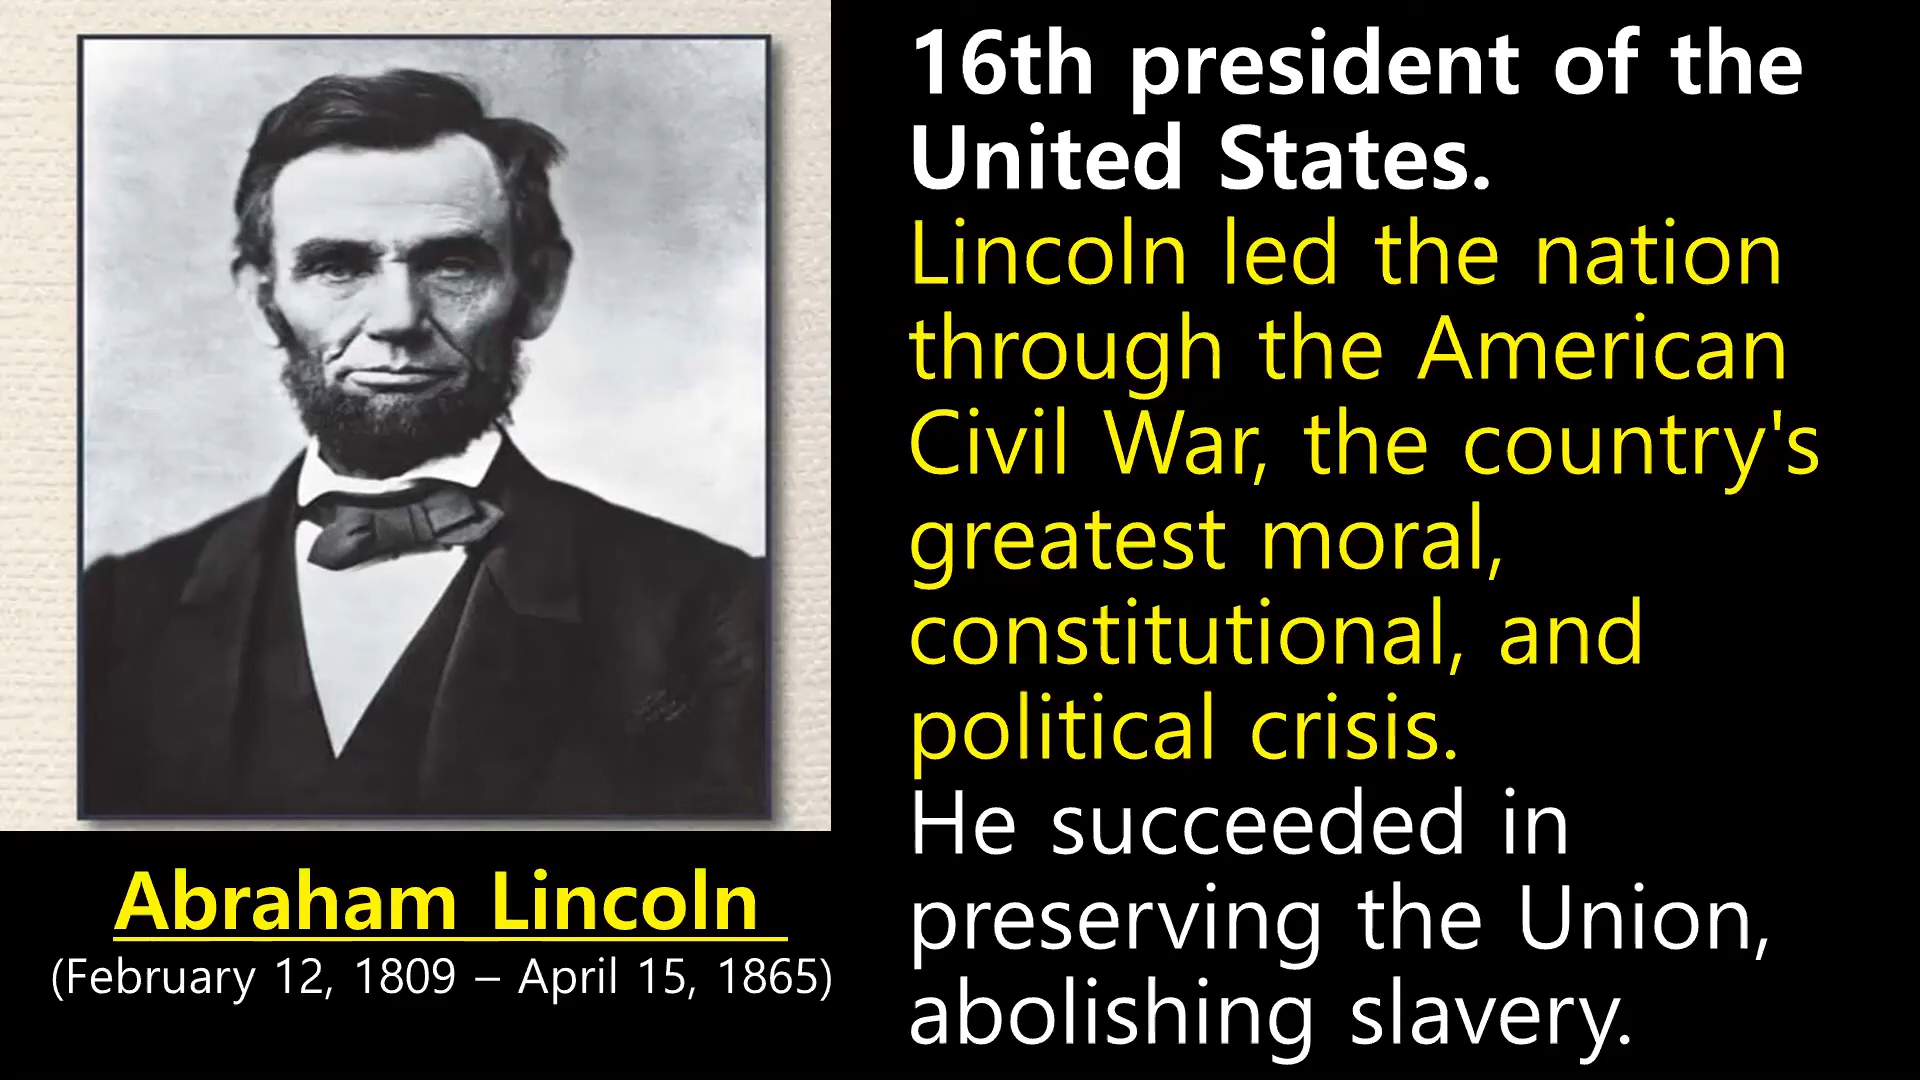 16th president of the
United States.
Lincoln led the nation
through the American
Civil War, the country's
greatest moral,
constitutional, and
political crisis.
He succeeded in
preserving the Union,
abolishing slavery.
Abraham Lincoln
(February 12, 1809 – April 15, 1865)